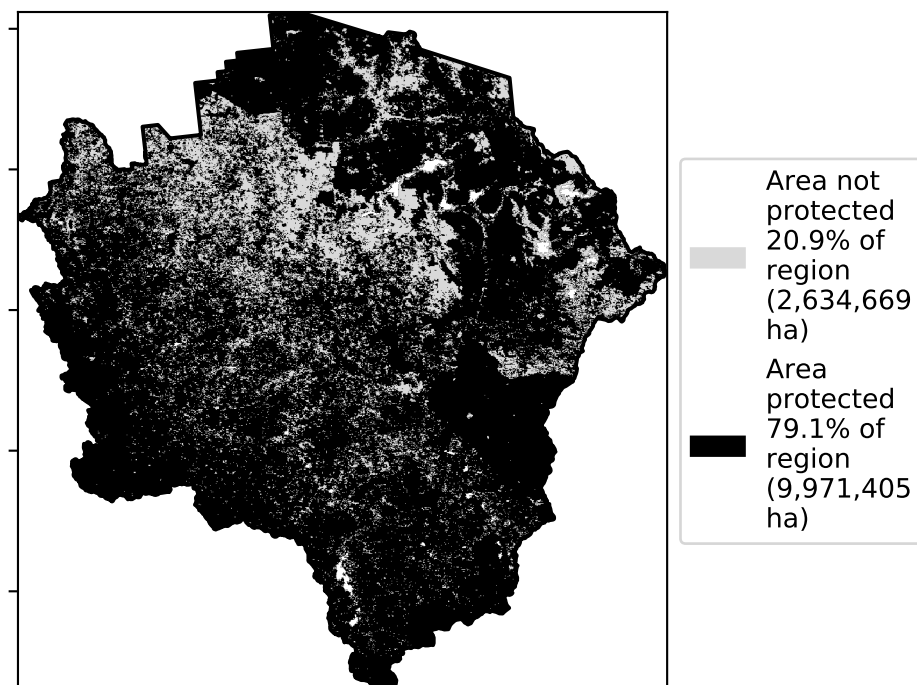 Area not
protected
20.9% of
region
(2,634,669
ha)
Area
protected
79.1% of
region
(9,971,405
ha)